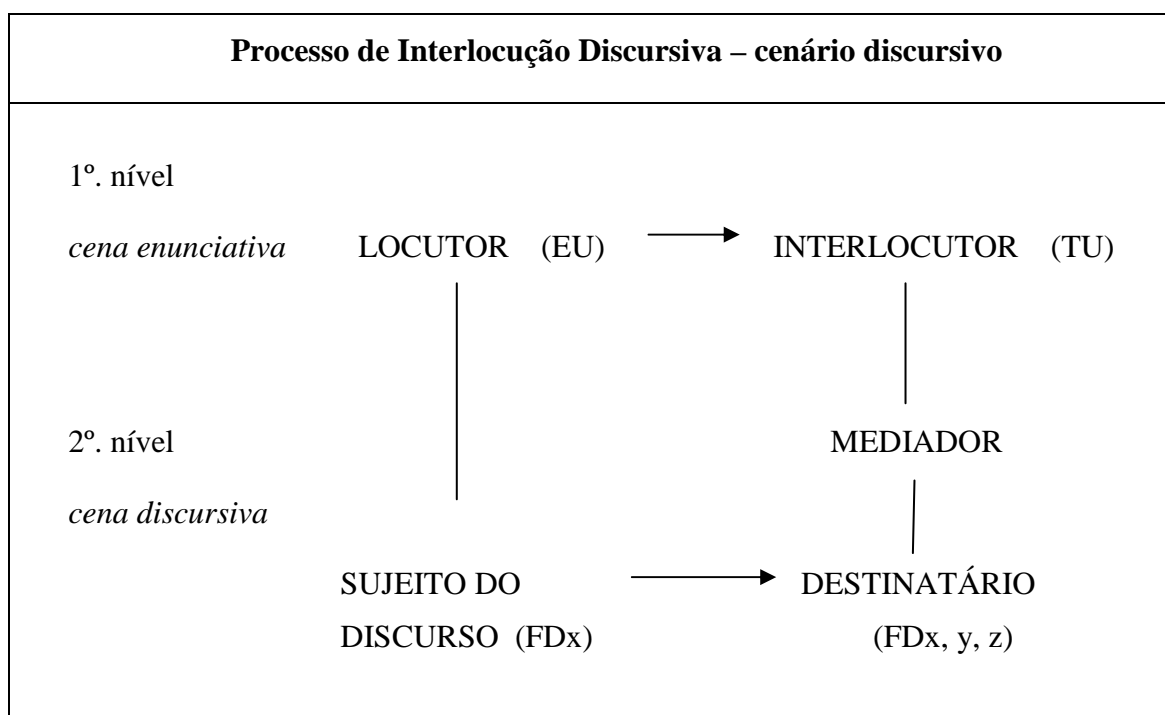 Processo de Interlocução Discursiva – cenário discursivo
1º. nível
cena enunciativa LOCUTOR (EU) INTERLOCUTOR (TU)
2º. nível MEDIADOR
cena discursiva
SUJEITO DO DESTINATÁRIO
DISCURSO (FDx) (FDx, y, z)